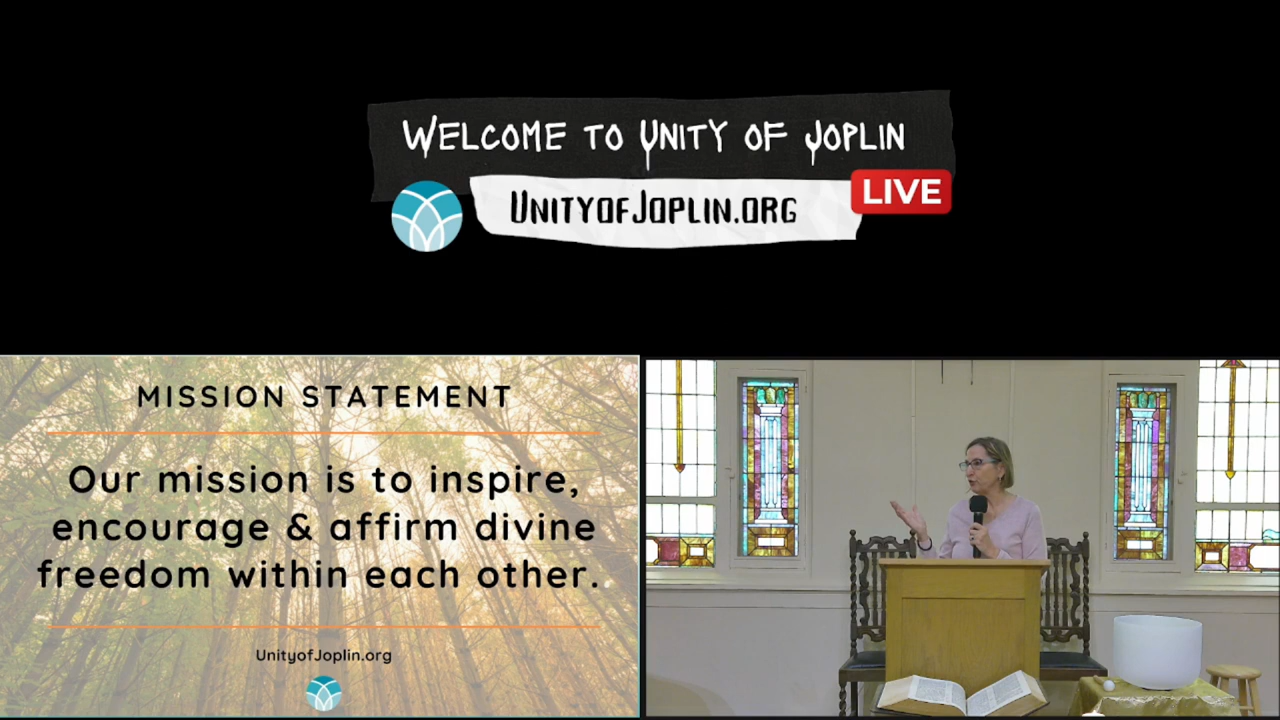 WELCOME TO UNITY OF JOPLIN
UNITYOFJOPLIN.ORG
LIVE
MISSION STATEMENT
Our mission is to inspire,
encourage & affirm divine
freedom within each other.
UnityofJoplin.org